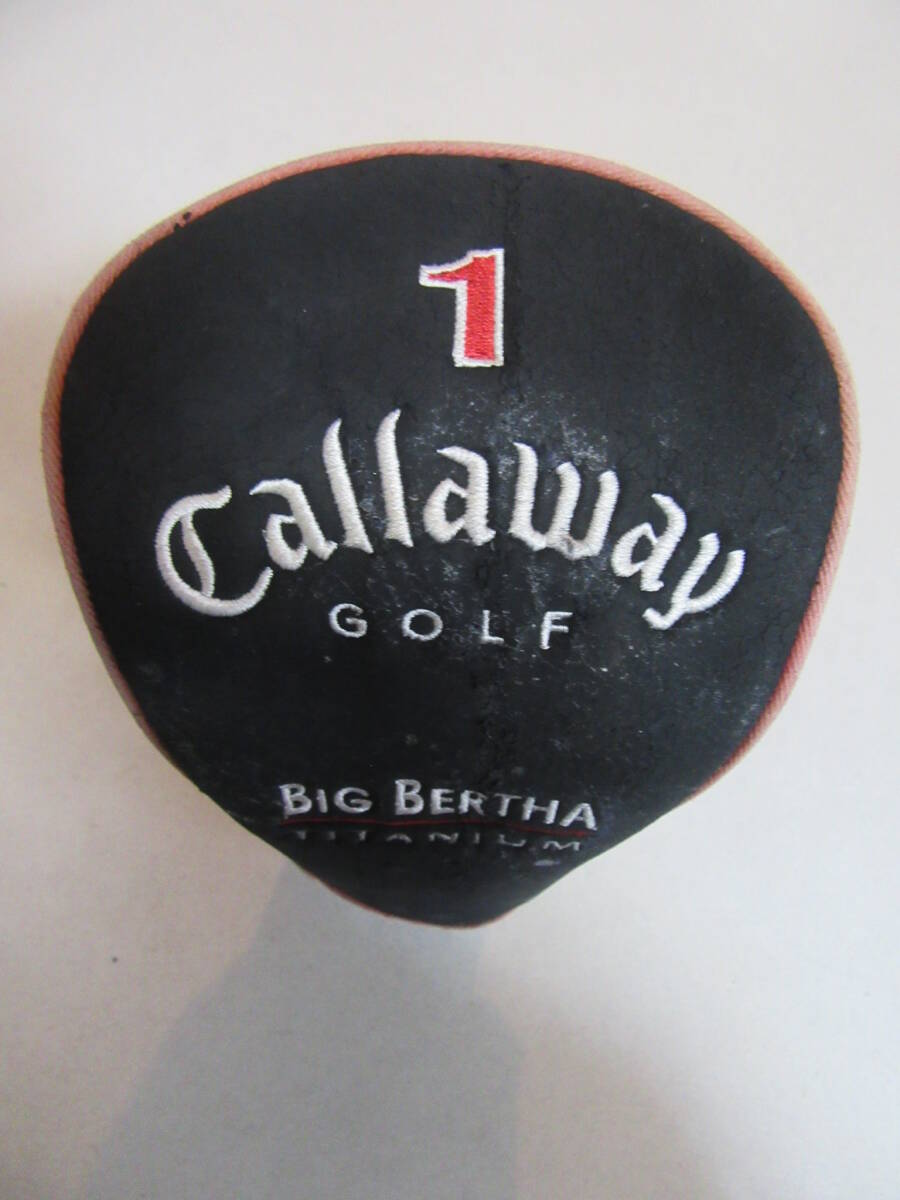 1
Callaway
GOLF
BIG BERTHA
TITANIUM